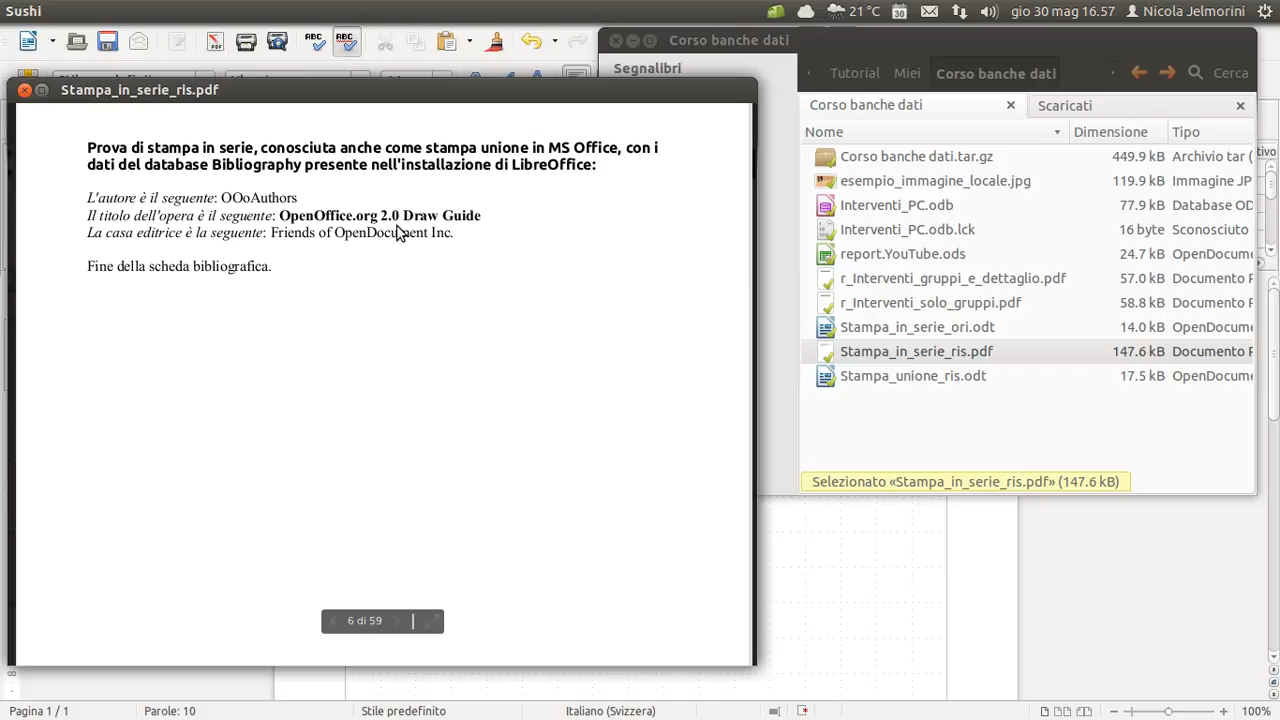 Sushi
21 °C
30
gio 30 mag 16.57
Nicola Jelmorini
PDF
ABC
ABC
Corso banche dati
Segnalibri
Tutorial
Miei
Corso banche dati
Cerca
Stampa_in_serie_ris.pdf
Corso banche dati
Scaricati
Nome
Dimensione
Tipo
Corso banche dati.tar.gz 449.9 kB Archivio tar (
esempio_immagine_locale.jpg 119.9 kB Immagine JP
Interventi_PC.odb 77.9 kB Database OD
Interventi_PC.odb.lck 16 byte Sconosciuto
report.YouTube.ods 24.7 kB OpenDocume
r_Interventi_gruppi_e_dettaglio.pdf 57.0 kB Documento P
r_Interventi_solo_gruppi.pdf 58.8 kB Documento P
Stampa_in_serie_ori.odt 14.0 kB OpenDocume
Stampa_in_serie_ris.pdf 147.6 kB Documento P
Stampa_unione_ris.odt 17.5 kB OpenDocume
Selezionato «Stampa_in_serie_ris.pdf» (147.6 kB)
Prova di stampa in serie, conosciuta anche come stampa unione in MS Office, con i
dati del database Bibliography presente nell'installazione di LibreOffice:
L'autore è il seguente: OOoAuthors
Il titolo dell'opera è il seguente: OpenOffice.org 2.0 Draw Guide
La casa editrice è la seguente: Friends of OpenDocument Inc.
Fine della scheda bibliografica.
6 di 59
Pagina 1 / 1
Parole: 10
Stile predefinito
Italiano (Svizzera)
100%